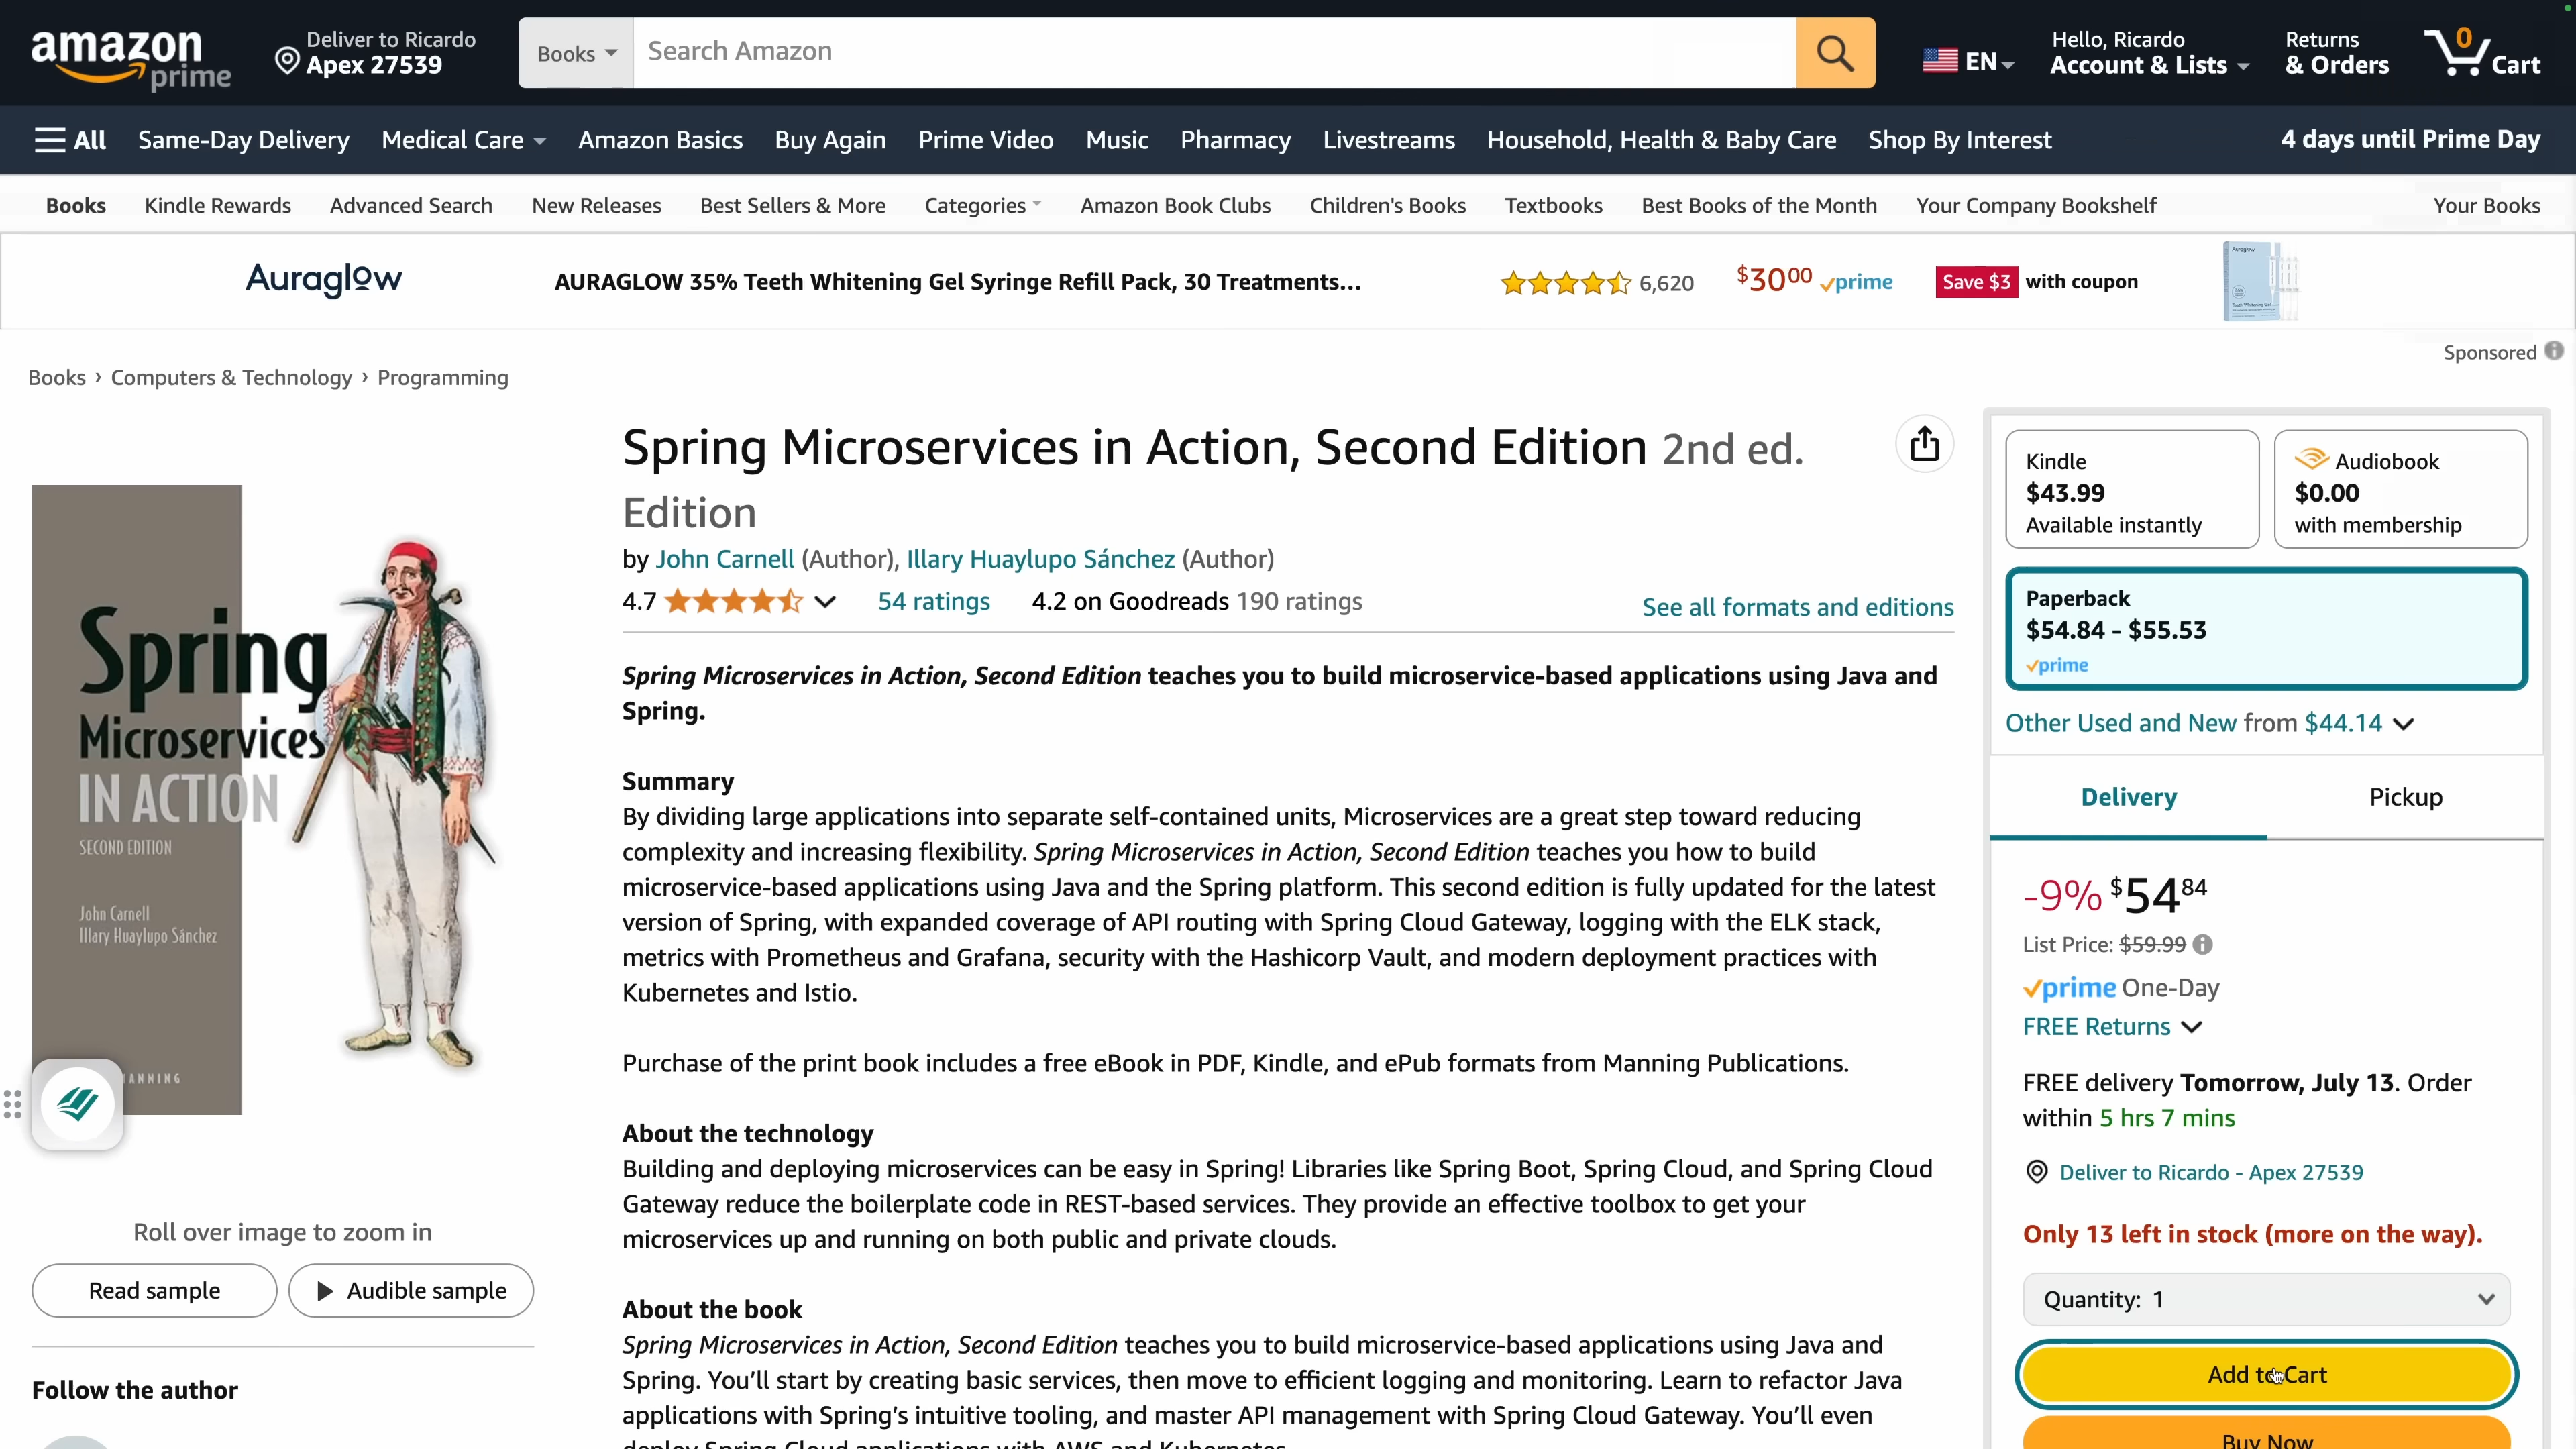 amazon
prime
Deliver to Ricardo
Apex 27539
Books
Search Amazon
EN
Hello, Ricardo
Account & Lists
Returns
& Orders
0
Cart
All
Same-Day Delivery
Medical Care
Amazon Basics
Buy Again
Prime Video
Music
Pharmacy
Livestreams
Household, Health & Baby Care
Shop By Interest
4 days until Prime Day
Books
Kindle Rewards
Advanced Search
New Releases
Best Sellers & More
Categories
Amazon Book Clubs
Children's Books
Textbooks
Best Books of the Month
Your Company Bookshelf
Your Books
Auraglow
AURAGLOW 35% Teeth Whitening Gel Syringe Refill Pack, 30 Treatments...
6,620
$3000 prime
Save $3 with coupon
Sponsored
Books › Computers & Technology › Programming
Spring
Microservices
IN ACTION
SECOND EDITION
John Carnell
Illary Huaylupo Sánchez
ANNING
Roll over image to zoom in
Read sample
Audible sample
Follow the author
Spring Microservices in Action, Second Edition 2nd ed.
Edition
by John Carnell (Author), Illary Huaylupo Sánchez (Author)
4.7 54 ratings 4.2 on Goodreads 190 ratings
See all formats and editions
Spring Microservices in Action, Second Edition teaches you to build microservice-based applications using Java and
Spring.
Summary
By dividing large applications into separate self-contained units, Microservices are a great step toward reducing
complexity and increasing flexibility. Spring Microservices in Action, Second Edition teaches you how to build
microservice-based applications using Java and the Spring platform. This second edition is fully updated for the latest
version of Spring, with expanded coverage of API routing with Spring Cloud Gateway, logging with the ELK stack,
metrics with Prometheus and Grafana, security with the Hashicorp Vault, and modern deployment practices with
Kubernetes and Istio.
Purchase of the print book includes a free eBook in PDF, Kindle, and ePub formats from Manning Publications.
About the technology
Building and deploying microservices can be easy in Spring! Libraries like Spring Boot, Spring Cloud, and Spring Cloud
Gateway reduce the boilerplate code in REST-based services. They provide an effective toolbox to get your
microservices up and running on both public and private clouds.
About the book
Spring Microservices in Action, Second Edition teaches you to build microservice-based applications using Java and
Spring. You'll start by creating basic services, then move to efficient logging and monitoring. Learn to refactor Java
applications with Spring's intuitive tooling, and master API management with Spring Cloud Gateway. You'll even
deploy Spring Cloud applications with AWS and Kubernetes.
Kindle
$43.99
Available instantly
Audiobook
$0.00
with membership
Paperback
$54.84 - $55.53
prime
Other Used and New from $44.14
Delivery
Pickup
-9% $5484
List Price: $59.99
prime One-Day
FREE Returns
FREE delivery Tomorrow, July 13. Order
within 5 hrs 7 mins
Deliver to Ricardo - Apex 27539
Only 13 left in stock (more on the way).
Quantity: 1
Add to Cart
Buy Now